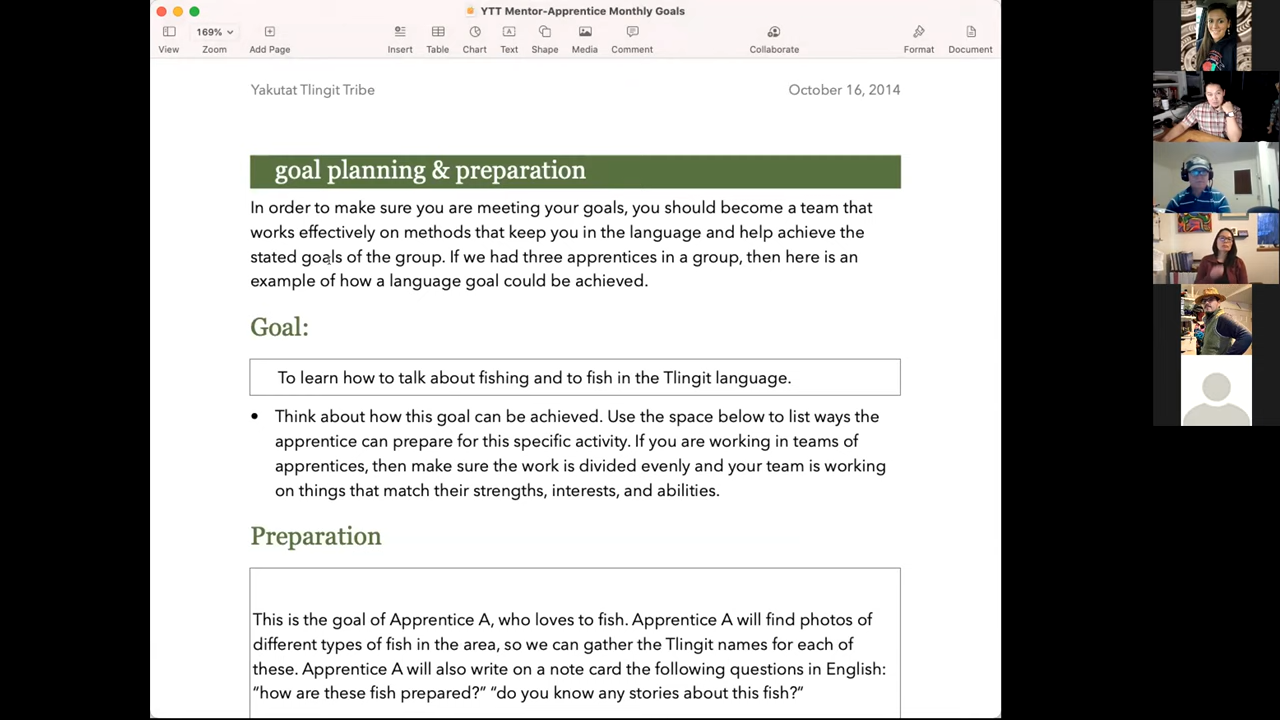 YTT Mentor-Apprentice Monthly Goals
169%
View Zoom Add Page Insert Table Chart Text Shape Media Comment Collaborate Format Document
Yakutat Tlingit Tribe October 16, 2014
goal planning & preparation
In order to make sure you are meeting your goals, you should become a team that
works effectively on methods that keep you in the language and help achieve the
stated goals of the group. If we had three apprentices in a group, then here is an
example of how a language goal could be achieved.
Goal:
To learn how to talk about fishing and to fish in the Tlingit language.
• Think about how this goal can be achieved. Use the space below to list ways the
apprentice can prepare for this specific activity. If you are working in teams of
apprentices, then make sure the work is divided evenly and your team is working
on things that match their strengths, interests, and abilities.
Preparation
This is the goal of Apprentice A, who loves to fish. Apprentice A will find photos of
different types of fish in the area, so we can gather the Tlingit names for each of
these. Apprentice A will also write on a note card the following questions in English:
“how are these fish prepared?” “do you know any stories about this fish?”